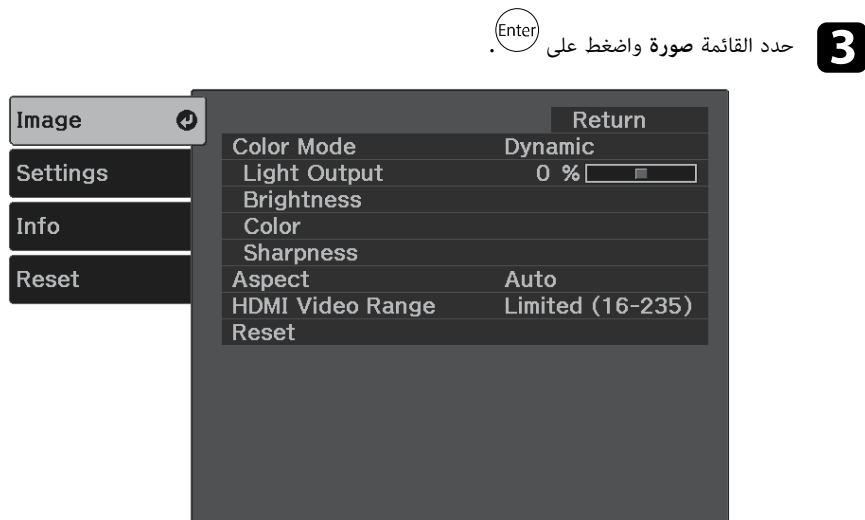 3 حدد القائمة صورة واضغط على Enter.
Image
Settings
Info
Reset
Return
Color Mode Dynamic
Light Output 0 %
Brightness
Color
Sharpness
Aspect Auto
HDMI Video Range Limited (16-235)
Reset